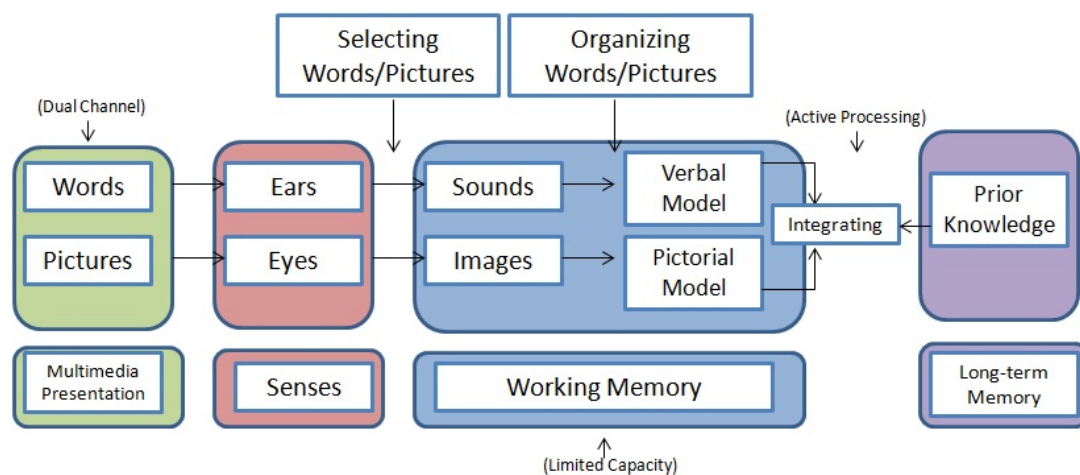 Selecting
Words/Pictures
Organizing
Words/Pictures
(Dual Channel)
(Active Processing)
Words
Ears
Sounds
Verbal
Model
Prior
Knowledge
Integrating
Pictures
Eyes
Images
Pictorial
Model
Multimedia
Presentation
Senses
Working Memory
Long-term
Memory
(Limited Capacity)